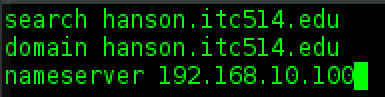 search hanson.itc514.edu
domain hanson.itc514.edu
nameserver 192.168.10.100